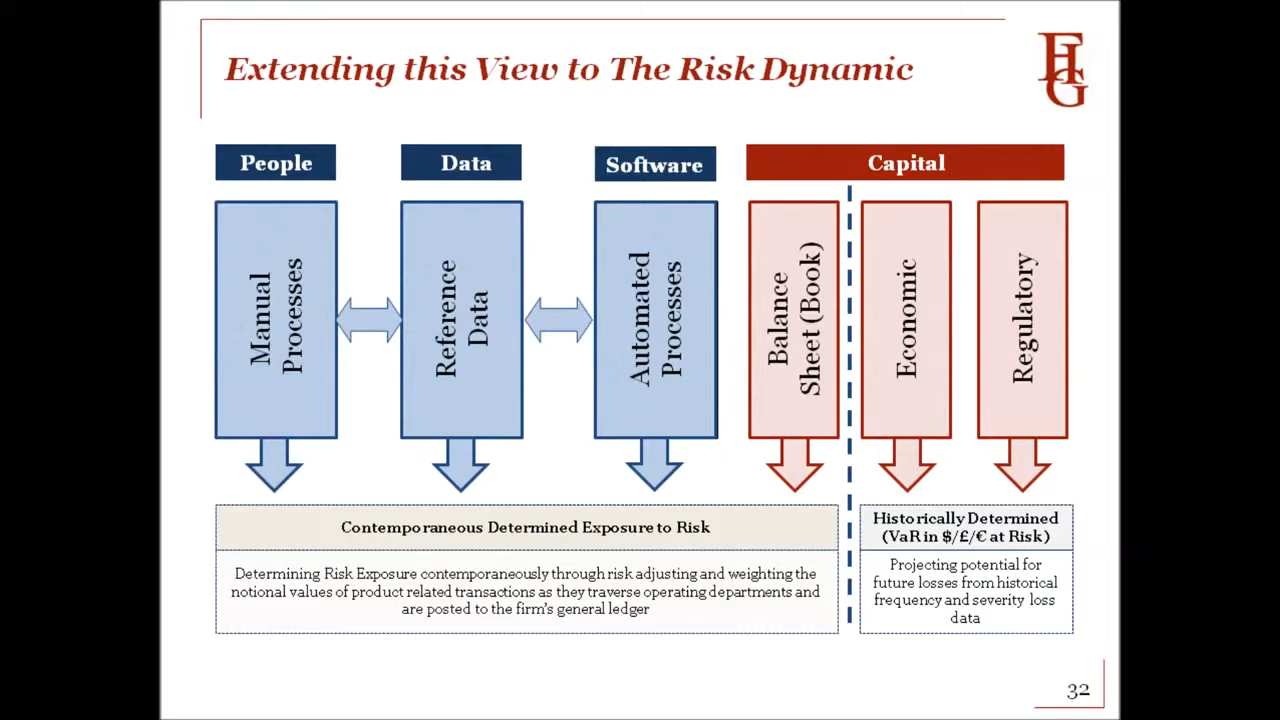 Extending this View to The Risk Dynamic
FHG
People
Data
Software
Capital
Manual
Processes
Reference
Data
Automated
Processes
Balance
Sheet (Book)
Economic
Regulatory
Contemporaneous Determined Exposure to Risk
Determining Risk Exposure contemporaneously through risk adjusting and weighting the
notional values of product related transactions as they traverse operating departments and
are posted to the firm's general ledger
Historically Determined
(VaR in $/£/€ at Risk)
Projecting potential for
future losses from historical
frequency and severity loss
data
32